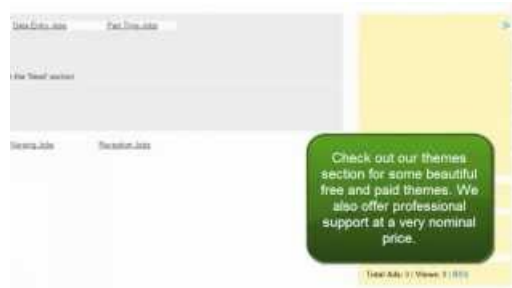 Data Entry Jobs Part Time Jobs
the 'head' section
Nursing Jobs Reception Jobs
Check out our themes
section for some beautiful
free and paid themes. We
also offer professional
support at a very nominal
price.
Total Ads: 0 | Views: 0 | RSS